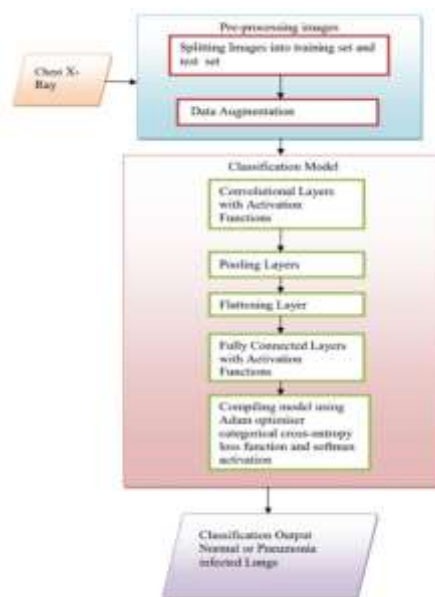 Pre-processing images
Splitting Images into training set and
test set
Chest X-
Ray
Data Augmentation
Classification Model
Convolutional Layers
with Activation
Functions
Pooling Layers
Flattening Layer
Fully Connected Layers
with Activation
Functions
Compiling model using
Adam optimiser
categorical cross-entropy
loss function and softmax
activation
Classification Output
Normal or Pneumonia
infected Lungs